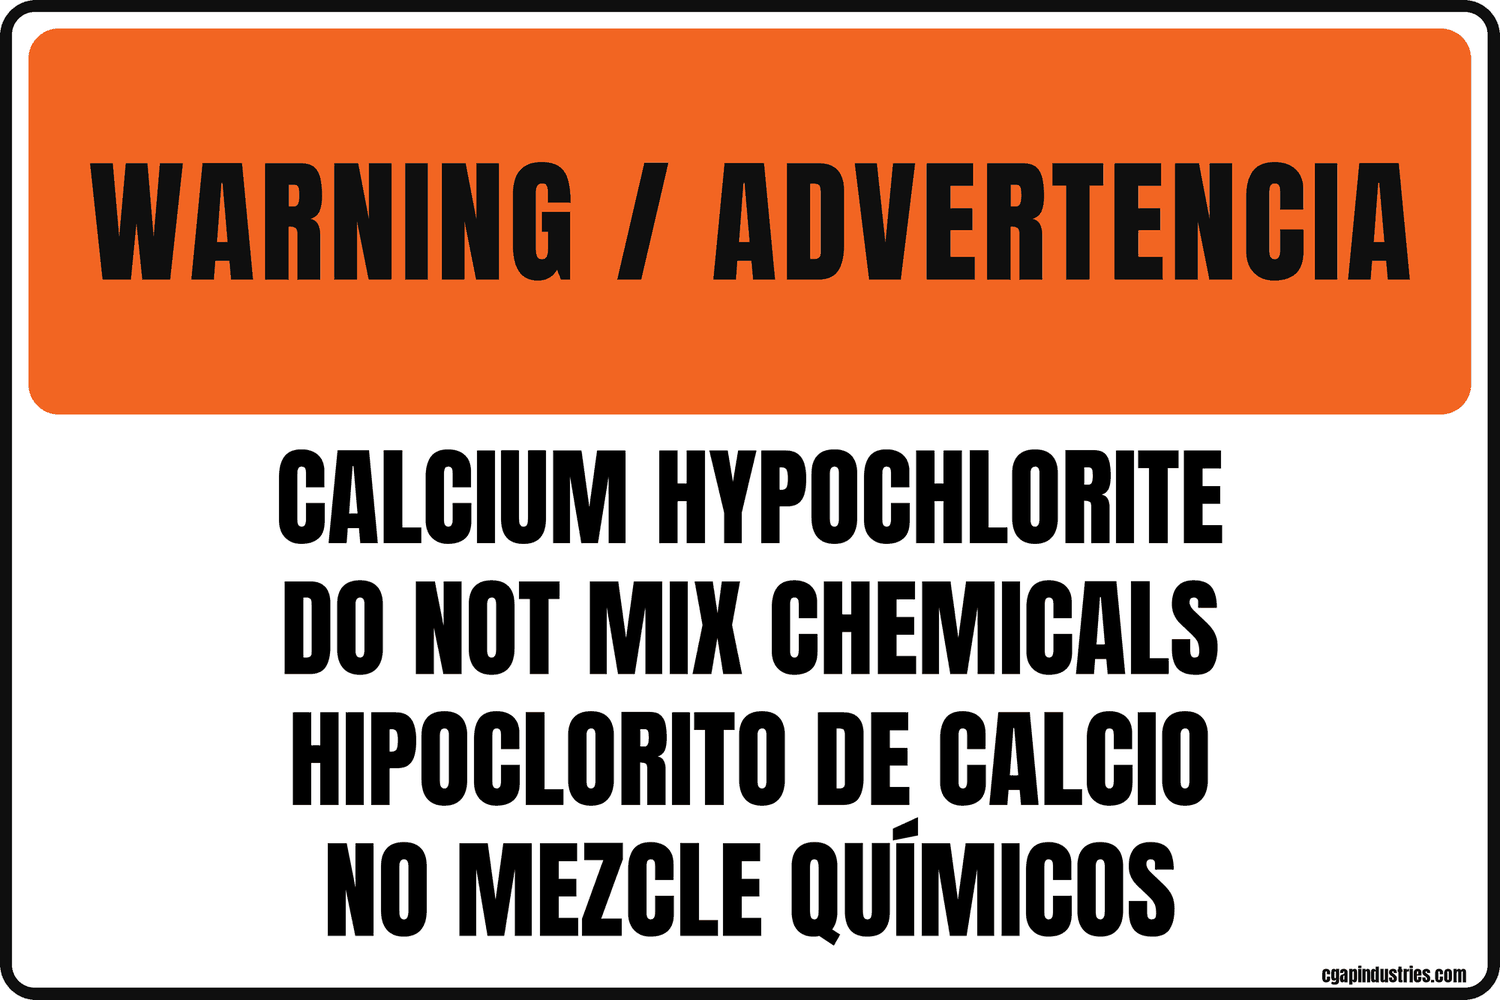 WARNING / ADVERTENCIA
CALCIUM HYPOCHLORITE
DO NOT MIX CHEMICALS
HIPOCLORITO DE CALCIO
NO MEZCLE QUÍMICOS
cgapindustries.com